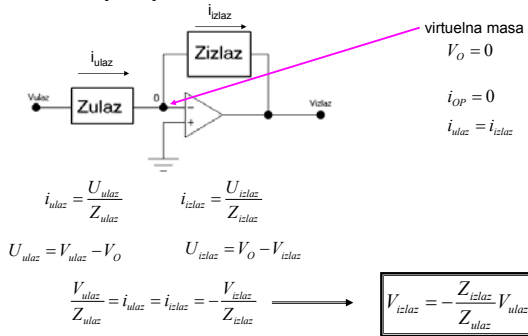 i_izlaz
virtuelna masa
i_ulaz
Zizlaz
V_O = 0
Vulaz
0
Zulaz
−
+
Vizlaz
i_OP = 0
i_ulaz = i_izlaz
i_ulaz = U_ulaz / Z_ulaz    i_izlaz = U_izlaz / Z_izlaz
U_ulaz = V_ulaz − V_O    U_izlaz = V_O − V_izlaz
V_ulaz / Z_ulaz = i_ulaz = i_izlaz = − V_izlaz / Z_izlaz    ⟹    V_izlaz = − Z_izlaz / Z_ulaz V_ulaz